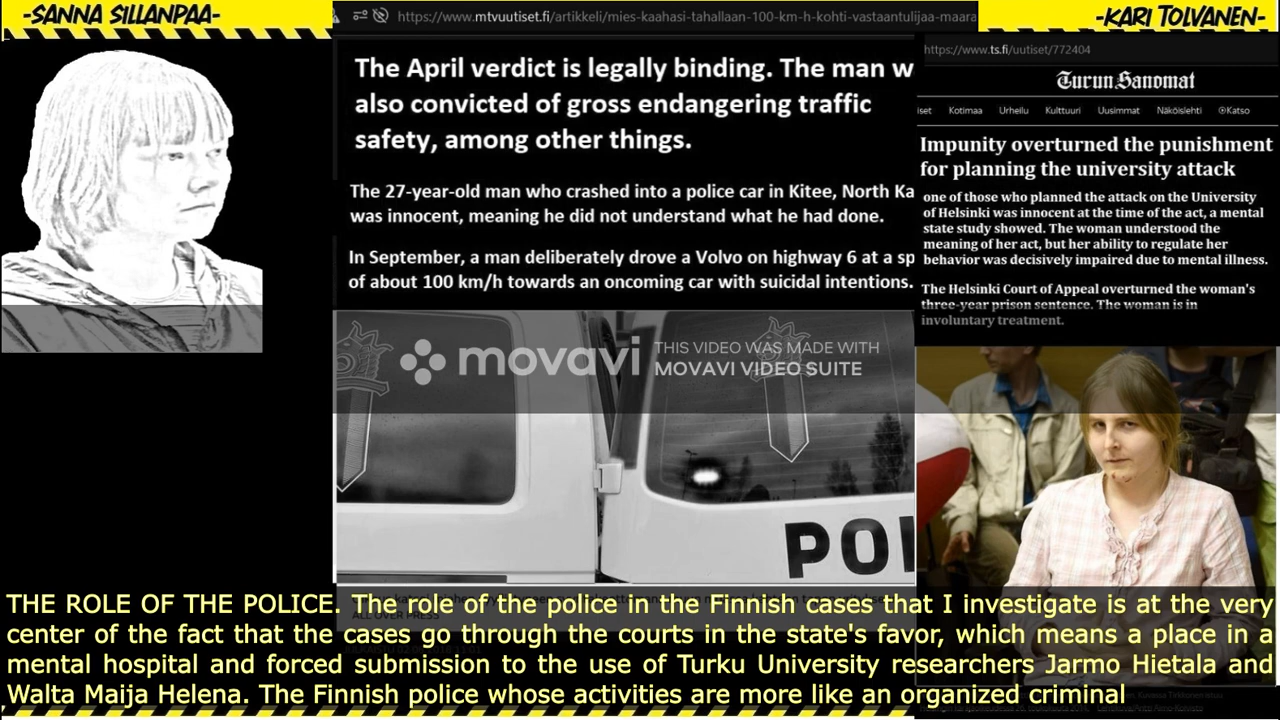 -SANNA SILLANPAA-
https://www.mtvuutiset.fi/artikkeli/mies-kaahasi-tahallaan-100-km-h-kohti-vastaantulijaa-maara
-KARI TOLVANEN-
The April verdict is legally binding. The man w
also convicted of gross endangering traffic
safety, among other things.
The 27-year-old man who crashed into a police car in Kitee, North Ka
was innocent, meaning he did not understand what he had done.
In September, a man deliberately drove a Volvo on highway 6 at a sp
of about 100 km/h towards an oncoming car with suicidal intentions.
movavi
THIS VIDEO WAS MADE WITH
MOVAVI VIDEO SUITE
POL
ALL OVER PRESS
https://www.ts.fi/uutiset/772404
Turun Sanomat
iset Kotimaa Urheilu Kulttuuri Uusimmat Näköislehti Katso
Impunity overturned the punishment
for planning the university attack
one of those who planned the attack on the University
of Helsinki was innocent at the time of the act, a mental
state study showed. The woman understood the
meaning of her act, but her ability to regulate her
behavior was decisively impaired due to mental illness.
The Helsinki Court of Appeal overturned the woman's
three-year prison sentence. The woman is in
involuntary treatment.
THE ROLE OF THE POLICE. The role of the police in the Finnish cases that I investigate is at the very
center of the fact that the cases go through the courts in the state's favor, which means a place in a
mental hospital and forced submission to the use of Turku University researchers Jarmo Hietala and
Walta Maija Helena. The Finnish police whose activities are more like an organized criminal